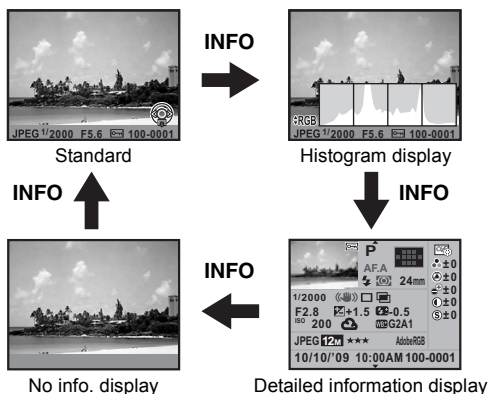 INFO
JPEG 1/2000 F5.6 100-0001
Standard
RGB
JPEG 1/2000 F5.6 100-0001
Histogram display
INFO
INFO
INFO
No info. display
P
AF.A
24mm
1/2000
F2.8 +1.5 -0.5
ISO 200 WB G2A1
JPEG 12M ★★★ AdobeRGB
10/10/'09 10:00AM 100-0001
±0
±0
±0
±0
S ±0
Detailed information display